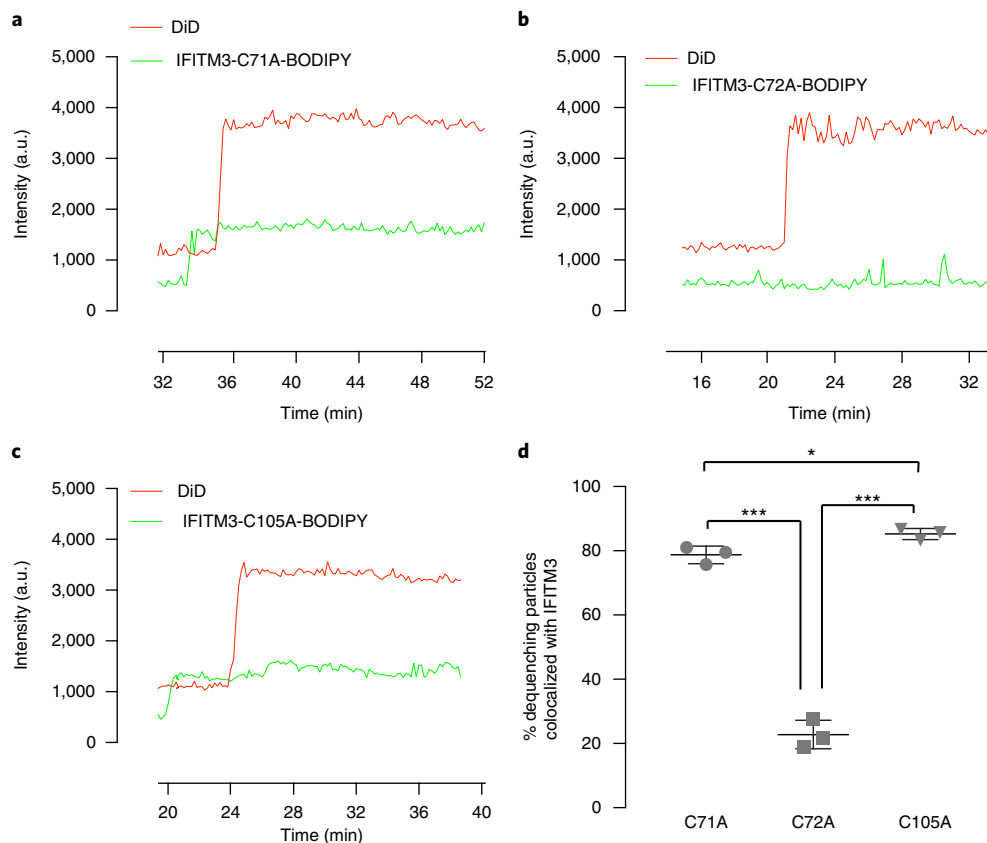 a
DiD
IFITM3-C71A-BODIPY
5,000
4,000
3,000
2,000
1,000
0
Intensity (a.u.)
32 36 40 44 48 52
Time (min)
b
DiD
IFITM3-C72A-BODIPY
5,000
4,000
3,000
2,000
1,000
0
Intensity (a.u.)
16 20 24 28 32
Time (min)
c
DiD
IFITM3-C105A-BODIPY
5,000
4,000
3,000
2,000
1,000
0
Intensity (a.u.)
20 24 28 32 36 40
Time (min)
d
*
*** ***
100
80
60
40
20
0
% dequenching particles
colocalized with IFITM3
C71A C72A C105A